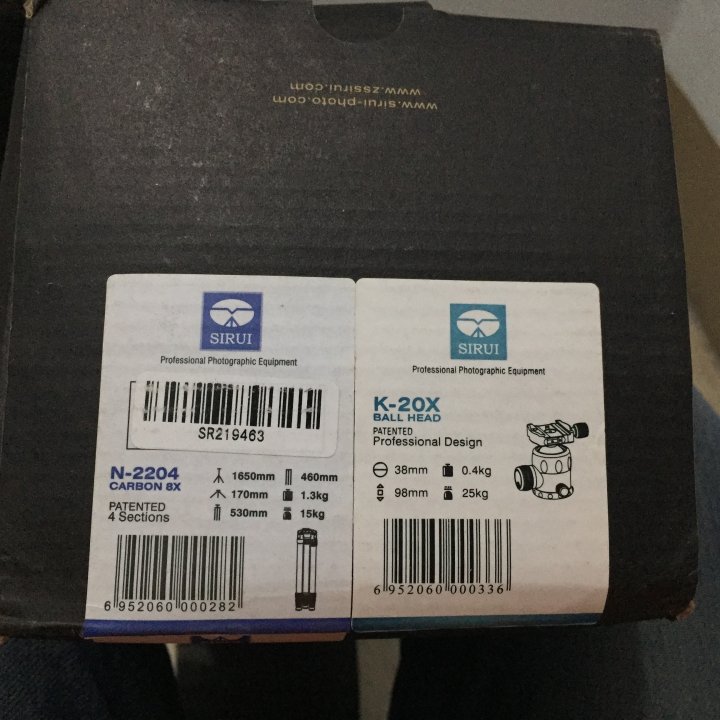 www.sirui-photo.com
www.zssirui.com
SIRUI
Professional Photographic Equipment
SR219463
N-2204
CARBON 8X
PATENTED
4 Sections
1650mm 460mm
170mm 1.3kg
530mm 15kg
6 952060 000282
SIRUI
Professional Photographic Equipment
K-20X
BALL HEAD
PATENTED
Professional Design
38mm 0.4kg
98mm 25kg
6 952060 000336